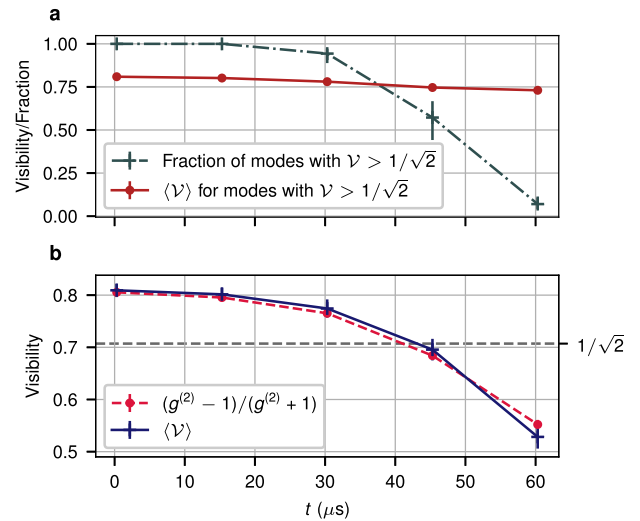 a
1.00
0.75
0.50
0.25
0.00
Visibility/Fraction
Fraction of modes with 𝒱 > 1/√2
⟨𝒱⟩ for modes with 𝒱 > 1/√2
b
0.8
0.7
0.6
0.5
Visibility
1/√2
(g⁽²⁾ − 1)/(g⁽²⁾ + 1)
⟨𝒱⟩
0 10 20 30 40 50 60
t (μs)